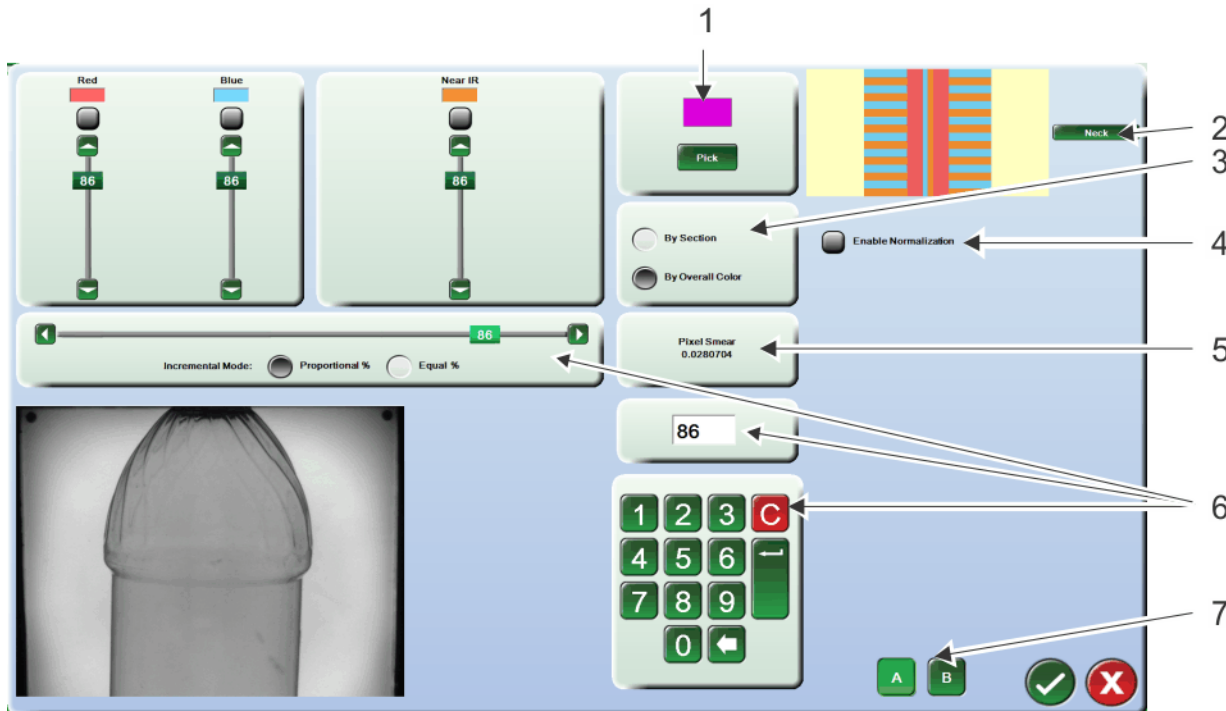 1
Red
Blue
Near IR
86
86
86
Pick
Neck
2
3
By Section
By Overall Color
Enable Normalization
4
86
Incremental Mode:
Proportional %
Equal %
Pixel Smear
0.0280704
5
86
6
1 2 3 C
4 5 6
7 8 9
0
7
A
B